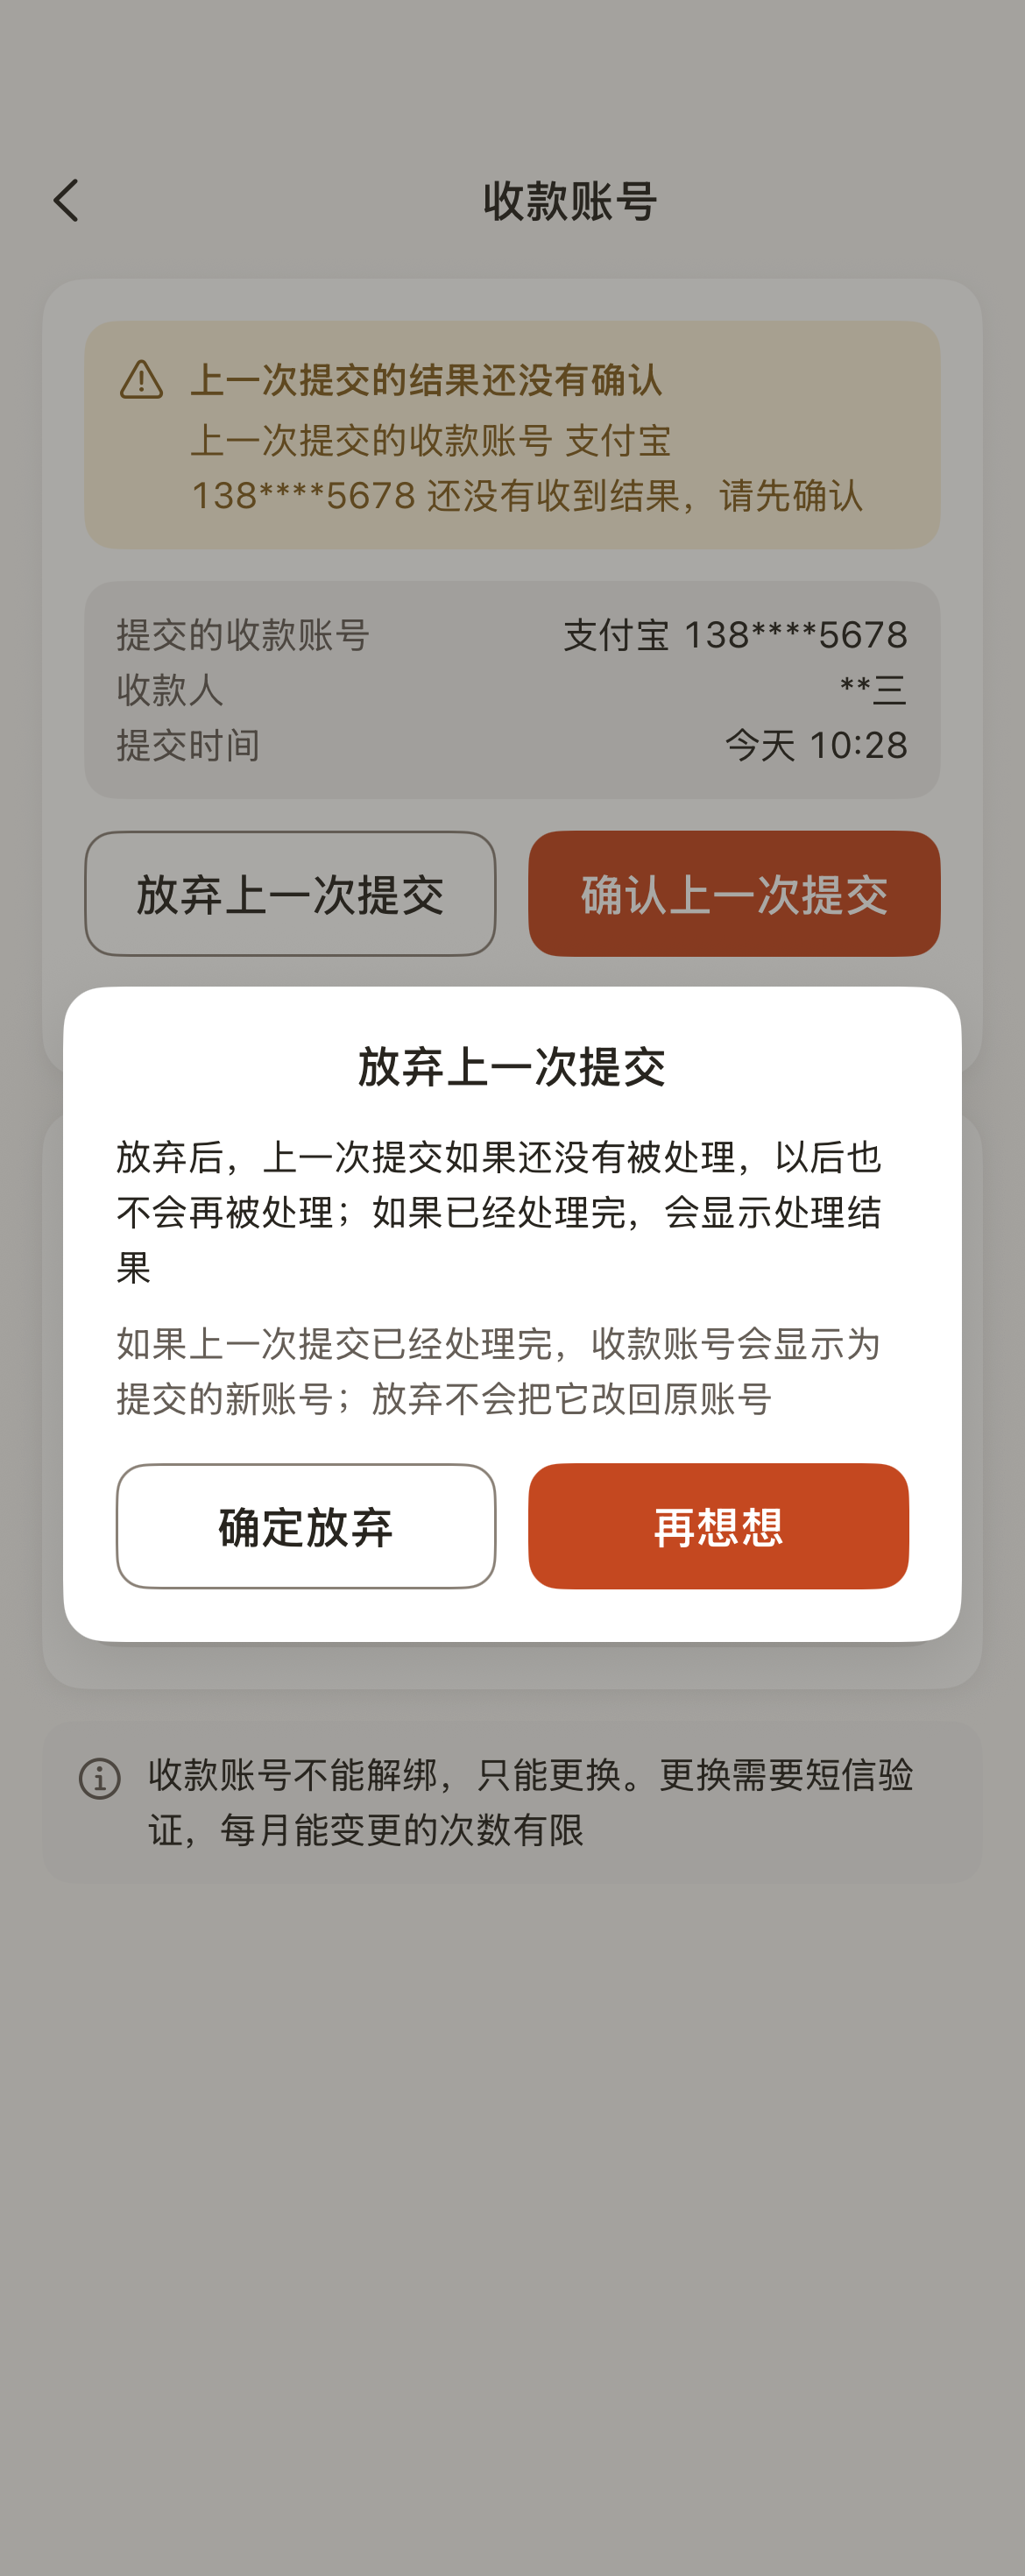 收款账号
上一次提交的结果还没有确认
上一次提交的收款账号 支付宝
138****5678 还没有收到结果，请先确认
提交的收款账号 支付宝 138****5678
收款人 **三
提交时间 今天 10:28
放弃上一次提交 确认上一次提交
放弃上一次提交
放弃后，上一次提交如果还没有被处理，以后也
不会再被处理；如果已经处理完，会显示处理结
果
如果上一次提交已经处理完，收款账号会显示为
提交的新账号；放弃不会把它改回原账号
确定放弃 再想想
收款账号不能解绑，只能更换。更换需要短信验
证，每月能变更的次数有限